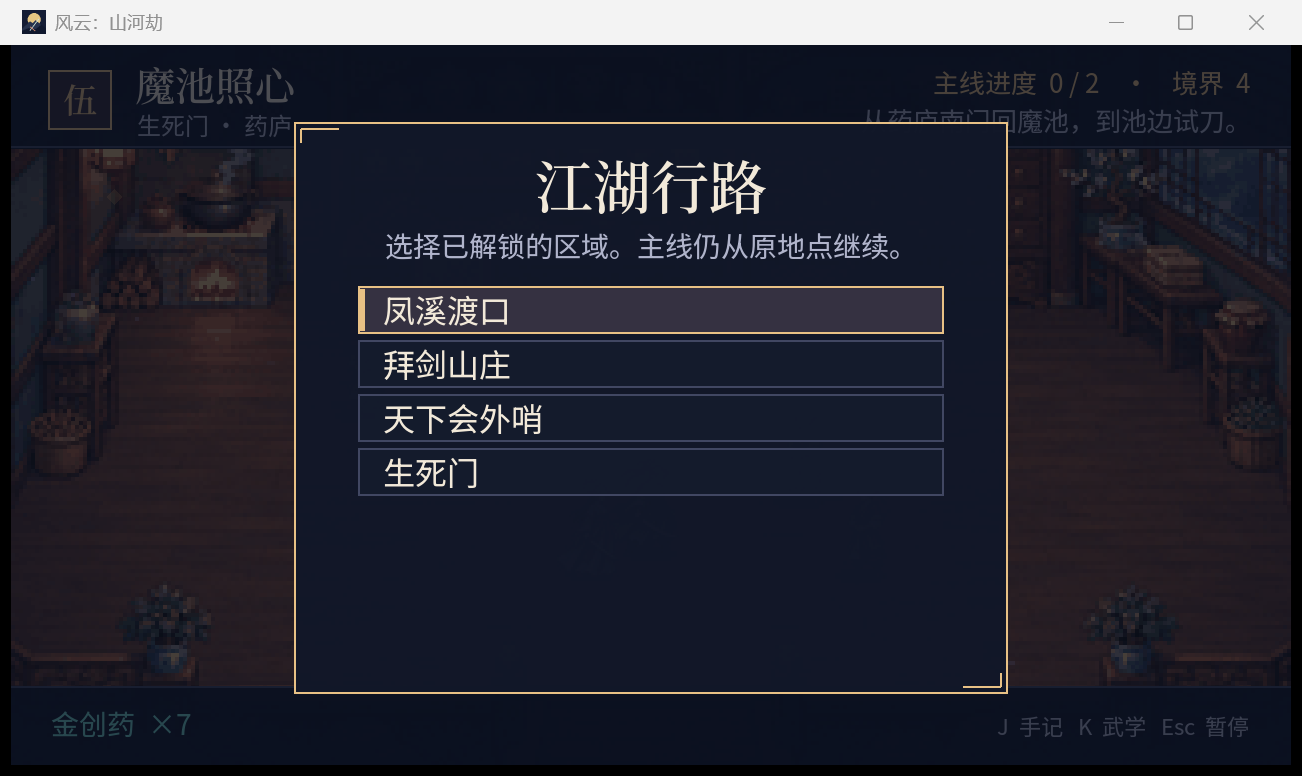 风云：山河劫
伍
魔池照心
生死门 · 药庐
主线进度 0 / 2 · 境界 4
从药庐南门回魔池，到池边试刀。
江湖行路
选择已解锁的区域。主线仍从原地点继续。
凤溪渡口
拜剑山庄
天下会外哨
生死门
金创药 ×7
J 手记 K 武学 Esc 暂停